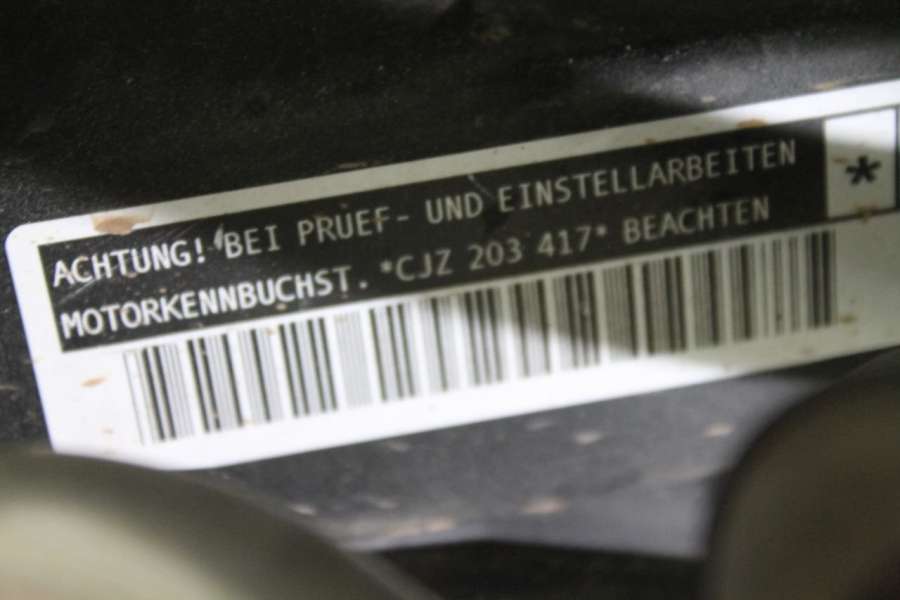 ACHTUNG! BEI PRUEF- UND EINSTELLARBEITEN
MOTORKENNBUCHST. *CJZ 203 417* BEACHTEN
*